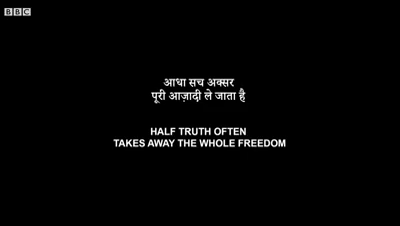 BBC
आधा सच अक्सर
पूरी आज़ादी ले जाता है
HALF TRUTH OFTEN
TAKES AWAY THE WHOLE FREEDOM